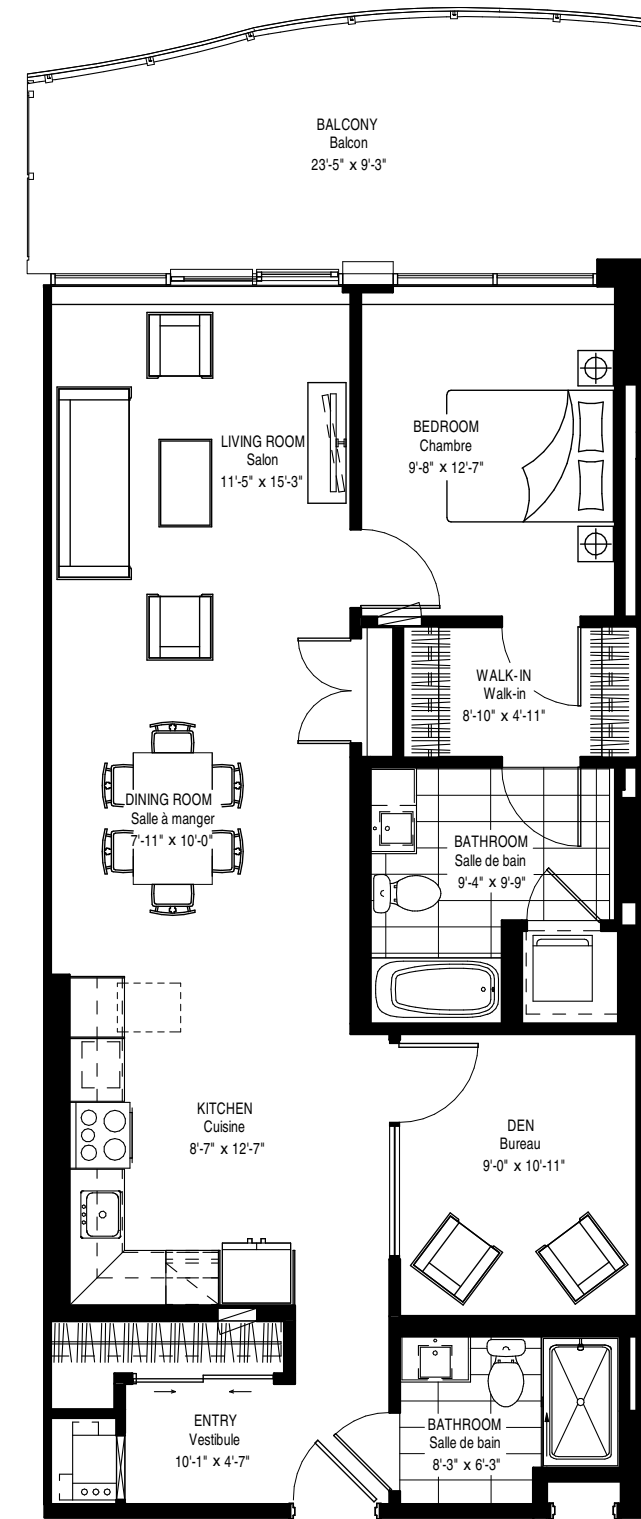 BALCONY
Balcon
23'-5" x 9'-3"
LIVING ROOM
Salon
11'-5" x 15'-3"
BEDROOM
Chambre
9'-8" x 12'-7"
WALK-IN
Walk-in
8'-10" x 4'-11"
DINING ROOM
Salle à manger
7'-11" x 10'-0"
BATHROOM
Salle de bain
9'-4" x 9'-9"
KITCHEN
Cuisine
8'-7" x 12'-7"
DEN
Bureau
9'-0" x 10'-11"
ENTRY
Vestibule
10'-1" x 4'-7"
BATHROOM
Salle de bain
8'-3" x 6'-3"